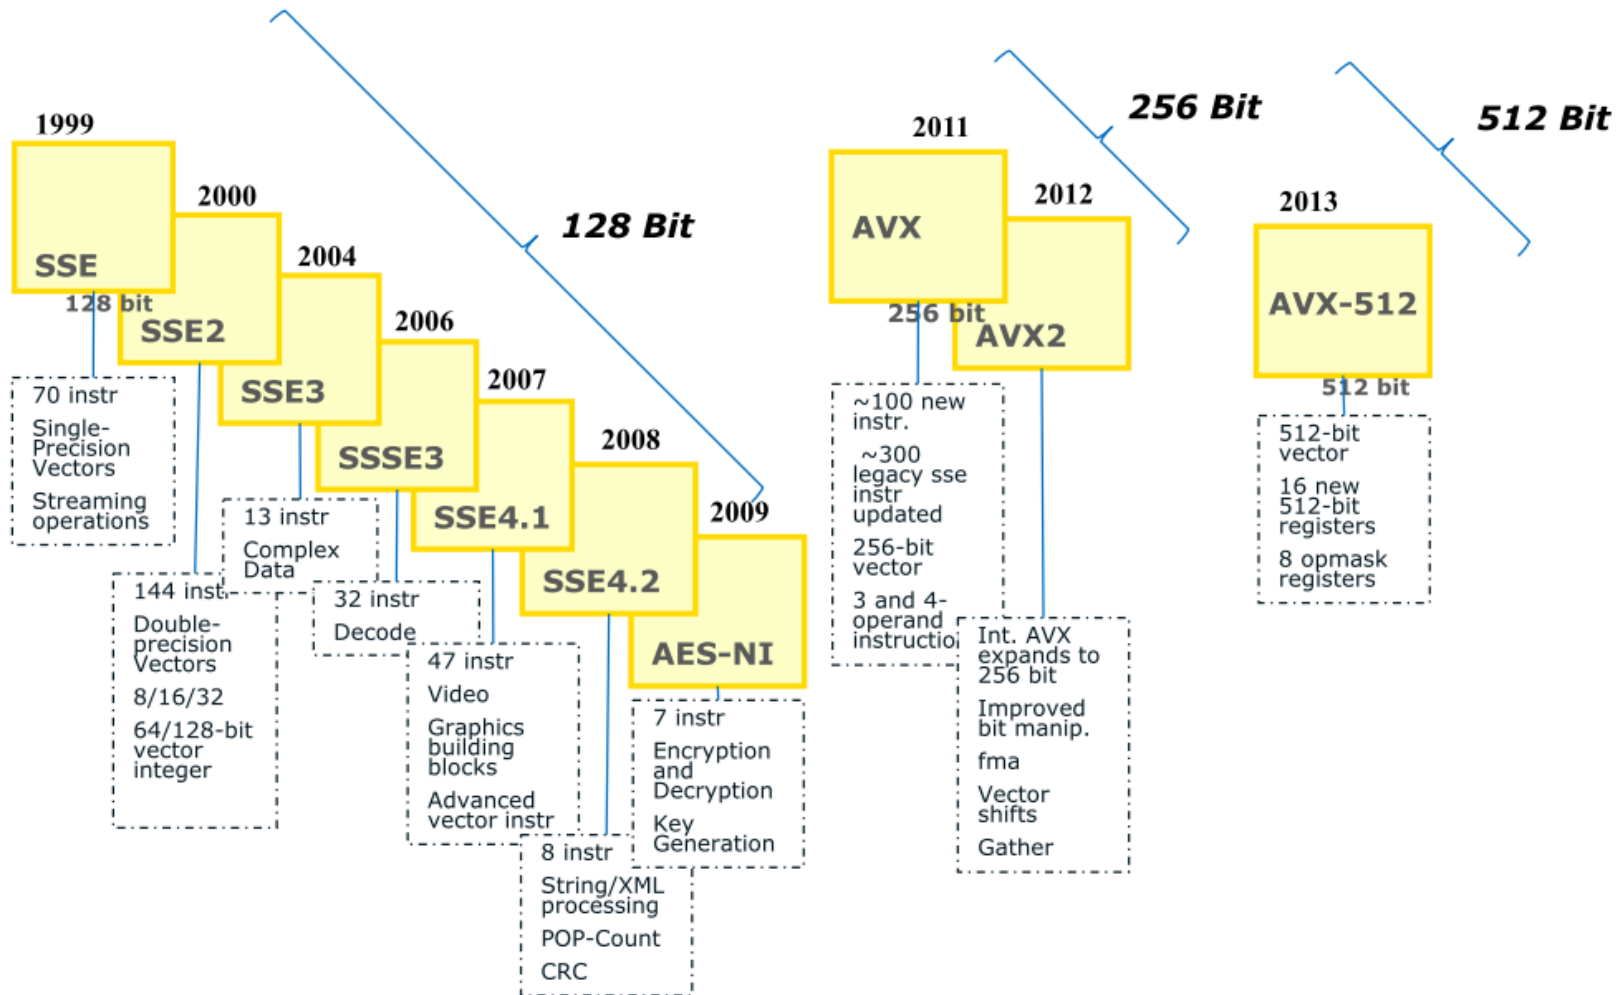 1999
SSE
128 bit
70 instr
Single-
Precision
Vectors
Streaming
operations
2000
SSE2
144 instr
Double-
precision
Vectors
8/16/32
64/128-bit
vector
integer
2004
SSE3
13 instr
Complex
Data
2006
SSSE3
32 instr
Decode
2007
SSE4.1
47 instr
Video
Graphics
building
blocks
Advanced
vector instr
2008
SSE4.2
8 instr
String/XML
processing
POP-Count
CRC
2009
AES-NI
7 instr
Encryption
and
Decryption
Key
Generation
128 Bit
2011
AVX
256 bit
~100 new
instr.
~300
legacy sse
instr
updated
256-bit
vector
3 and 4-
operand
instructio
2012
AVX2
Int. AVX
expands to
256 bit
Improved
bit manip.
fma
Vector
shifts
Gather
256 Bit
2013
AVX-512
512 bit
512-bit
vector
16 new
512-bit
registers
8 opmask
registers
512 Bit